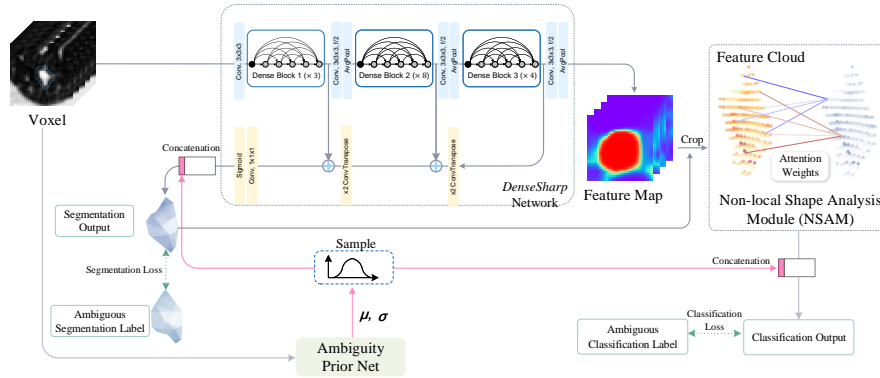 Voxel
Conv, 3x3x3
Dense Block 1 (× 3)
Conv, 3x3x3, /2
AvgPool
Dense Block 2 (× 8)
Conv, 3x3x3, /2
AvgPool
Dense Block 3 (× 4)
Conv, 3x3x3, /2
AvgPool
Sigmoid
Conv, 1x1x1
x2 ConvTranspose
x2 ConvTranspose
DenseSharp
Network
Feature Map
Crop
Feature Cloud
Attention
Weights
Non-local Shape Analysis
Module (NSAM)
Concatenation
Segmentation
Output
Segmentation Loss
Ambiguous
Segmentation Label
Sample
μ, σ
Ambiguity
Prior Net
Concatenation
Ambiguous
Classification Label
Classification
Loss
Classification Output